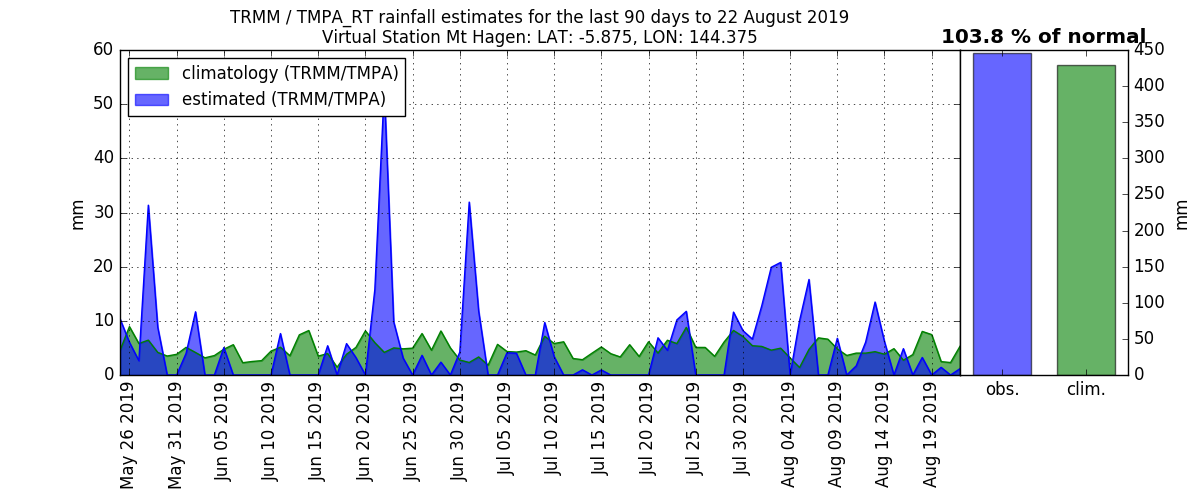 TRMM / TMPA_RT rainfall estimates for the last 90 days to 22 August 2019
Virtual Station Mt Hagen: LAT: -5.875, LON: 144.375
103.8 % of normal
climatology (TRMM/TMPA)
estimated (TRMM/TMPA)
60
50
40
30
20
10
0
mm
450
400
350
300
250
200
150
100
50
0
mm
May 26 2019
May 31 2019
Jun 05 2019
Jun 10 2019
Jun 15 2019
Jun 20 2019
Jun 25 2019
Jun 30 2019
Jul 05 2019
Jul 10 2019
Jul 15 2019
Jul 20 2019
Jul 25 2019
Jul 30 2019
Aug 04 2019
Aug 09 2019
Aug 14 2019
Aug 19 2019
obs.
clim.